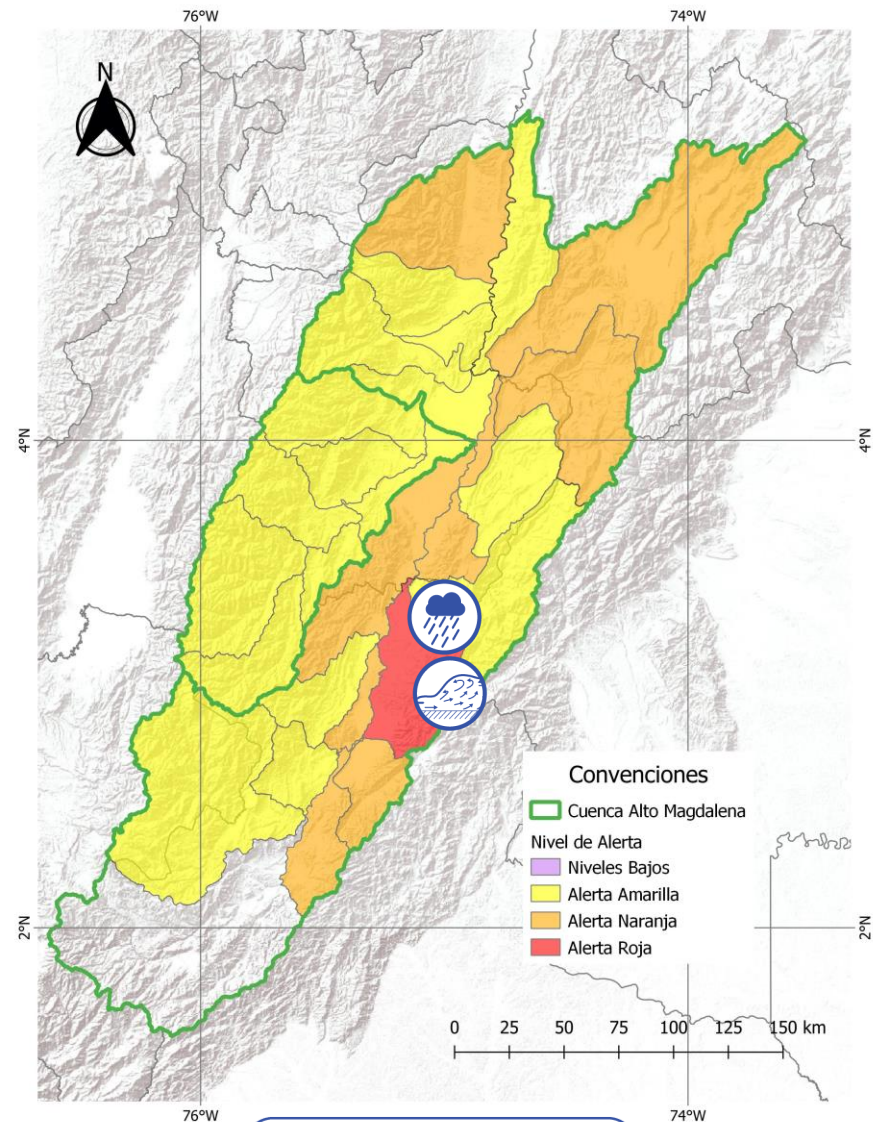 76°W 74°W
N
4°N 4°N
2°N 2°N
Convenciones
Cuenca Alto Magdalena
Nivel de Alerta
Niveles Bajos
Alerta Amarilla
Alerta Naranja
Alerta Roja
0 25 50 75 100 125 150 km
76°W 74°W